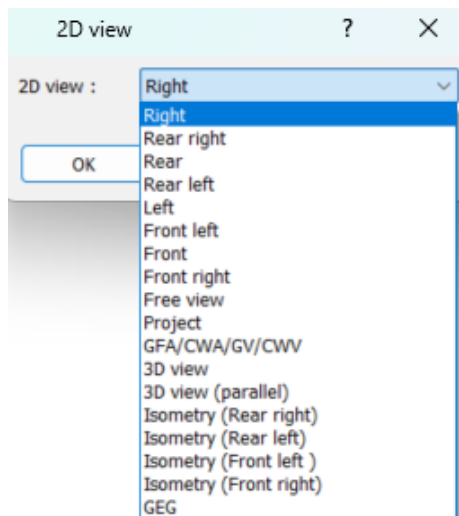 2D view ? ×
2D view : Right
Right
Rear right
OK Rear
Rear left
Left
Front left
Front
Front right
Free view
Project
GFA/CWA/GV/CWV
3D view
3D view (parallel)
Isometry (Rear right)
Isometry (Rear left)
Isometry (Front left )
Isometry (Front right)
GEG